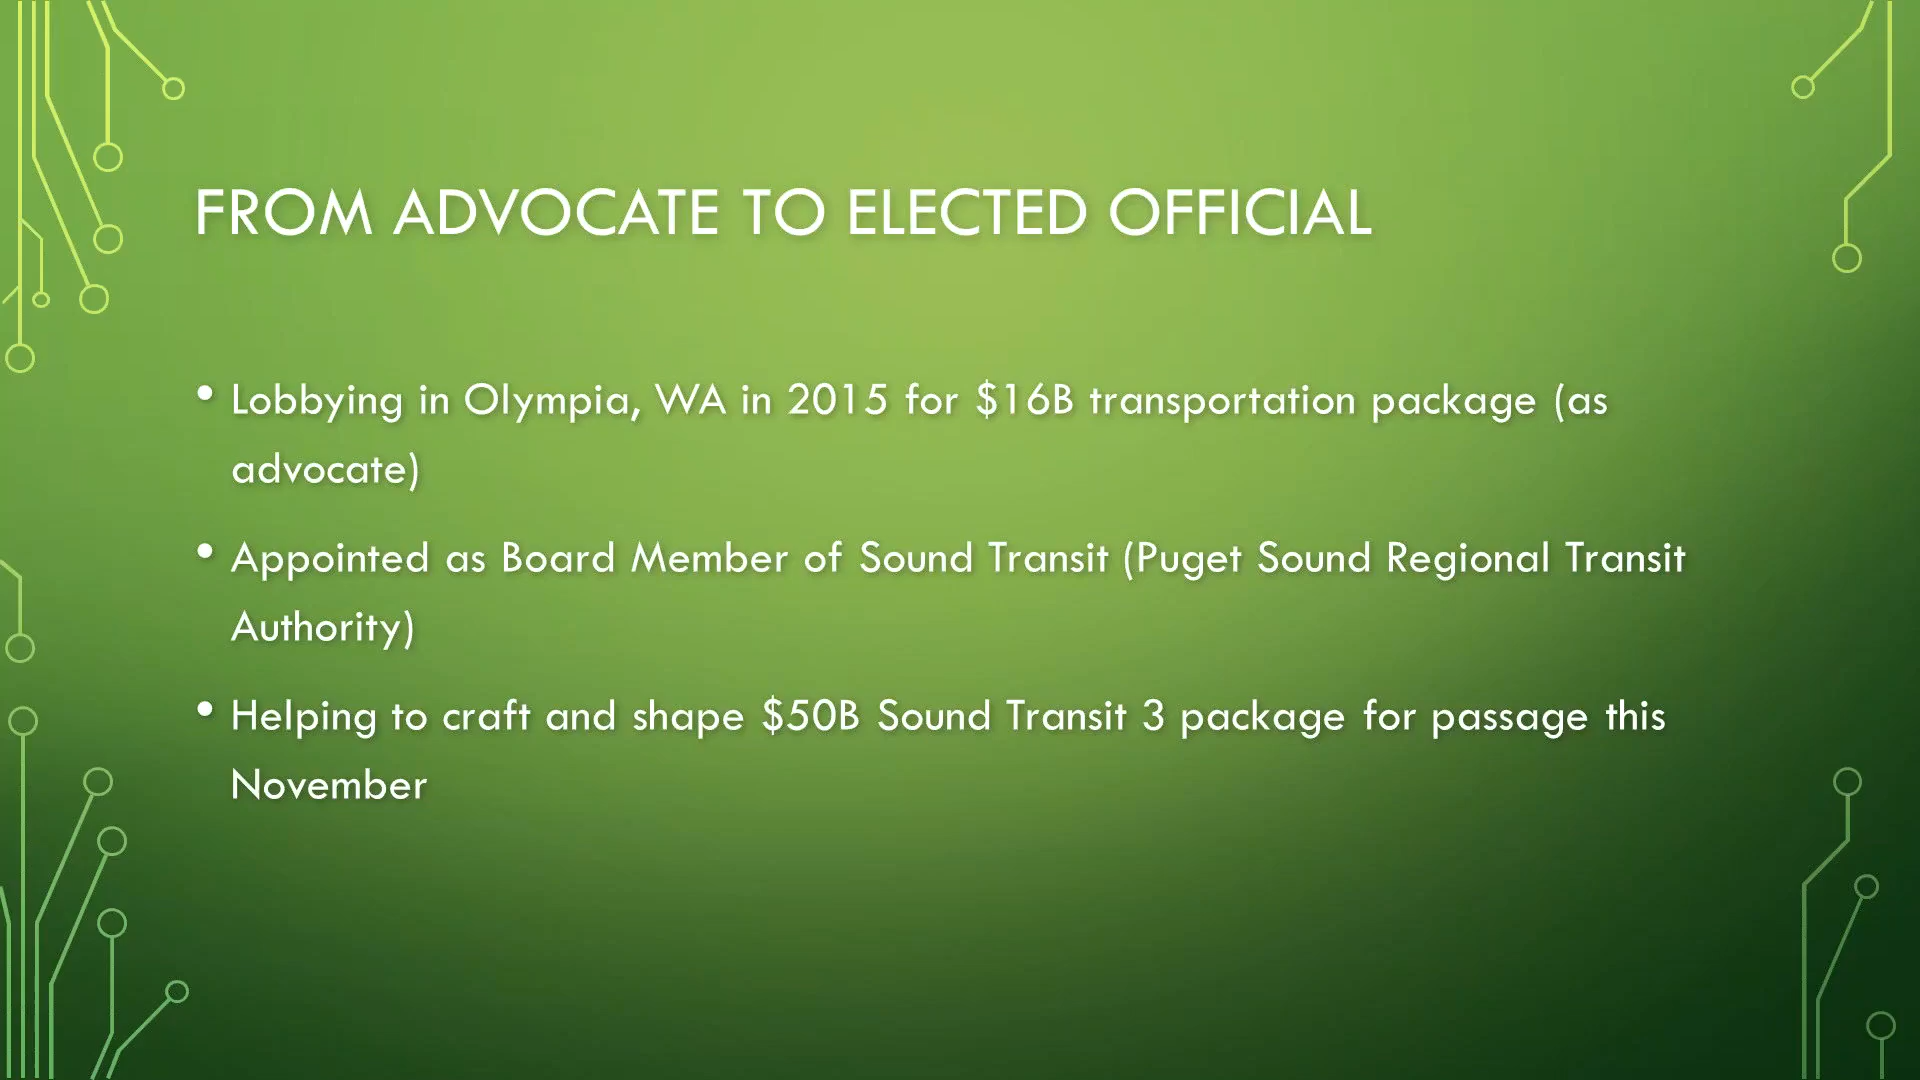 FROM ADVOCATE TO ELECTED OFFICIAL
• Lobbying in Olympia, WA in 2015 for $16B transportation package (as
advocate)
• Appointed as Board Member of Sound Transit (Puget Sound Regional Transit
Authority)
• Helping to craft and shape $50B Sound Transit 3 package for passage this
November